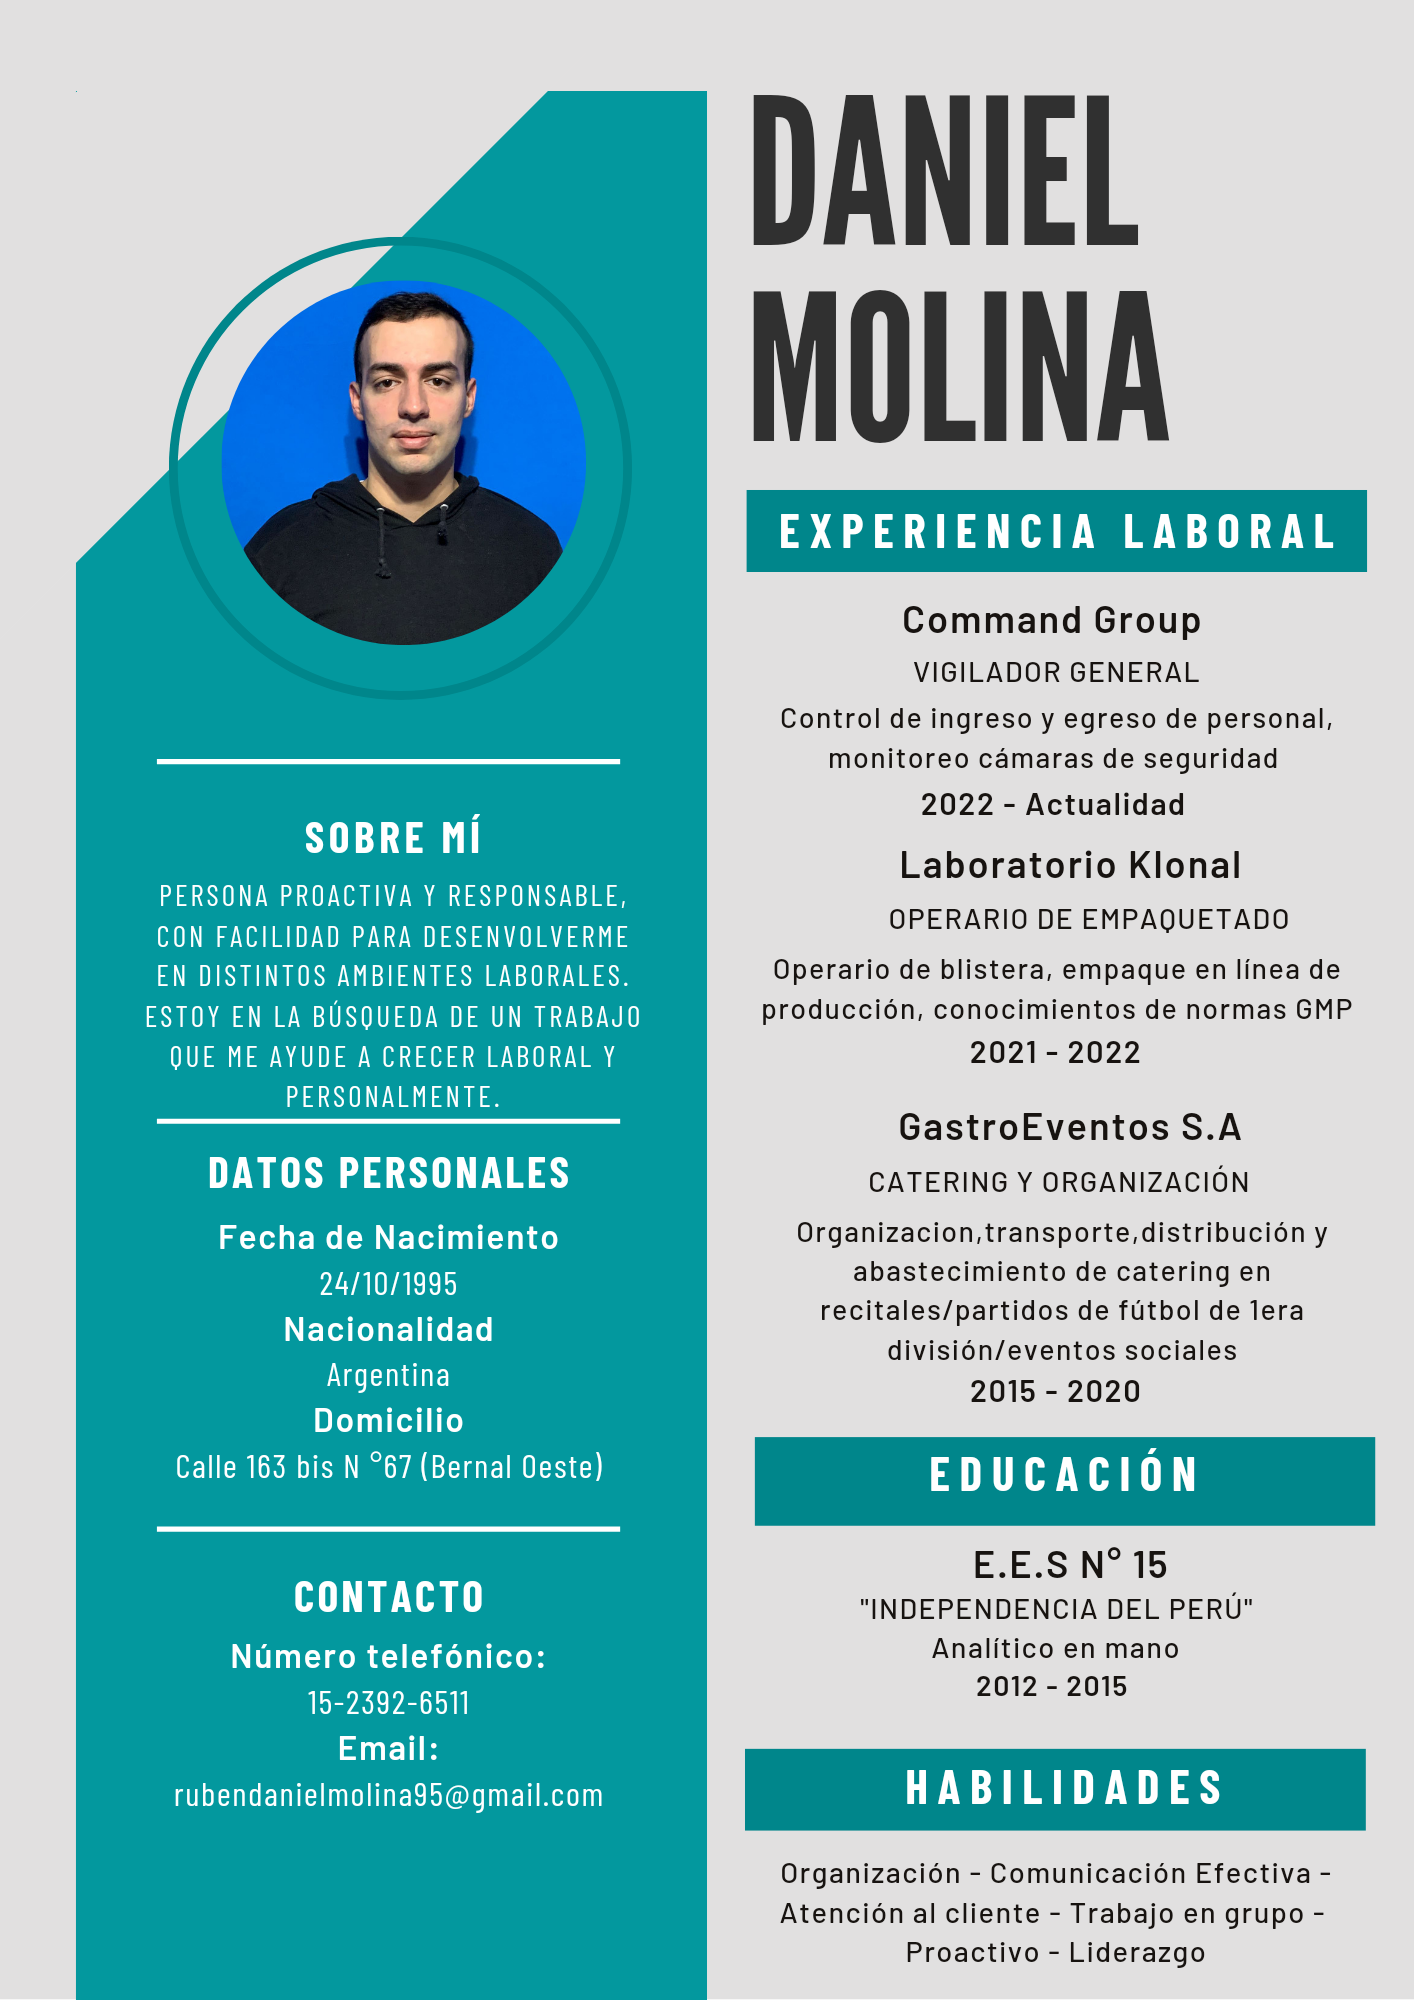 DANIEL
MOLINA
SOBRE MÍ
PERSONA PROACTIVA Y RESPONSABLE,
CON FACILIDAD PARA DESENVOLVERME
EN DISTINTOS AMBIENTES LABORALES.
ESTOY EN LA BÚSQUEDA DE UN TRABAJO
QUE ME AYUDE A CRECER LABORAL Y
PERSONALMENTE.
DATOS PERSONALES
Fecha de Nacimiento
24/10/1995
Nacionalidad
Argentina
Domicilio
Calle 163 bis N °67 (Bernal Oeste)
CONTACTO
Número telefónico:
15-2392-6511
Email:
rubendanielmolina95@gmail.com
EXPERIENCIA LABORAL
Command Group
VIGILADOR GENERAL
Control de ingreso y egreso de personal,
monitoreo cámaras de seguridad
2022 - Actualidad
Laboratorio Klonal
OPERARIO DE EMPAQUETADO
Operario de blistera, empaque en línea de
producción, conocimientos de normas GMP
2021 - 2022
GastroEventos S.A
CATERING Y ORGANIZACIÓN
Organizacion,transporte,distribución y
abastecimiento de catering en
recitales/partidos de fútbol de 1era
división/eventos sociales
2015 - 2020
EDUCACIÓN
E.E.S N° 15
"INDEPENDENCIA DEL PERÚ"
Analítico en mano
2012 - 2015
HABILIDADES
Organización - Comunicación Efectiva -
Atención al cliente - Trabajo en grupo -
Proactivo - Liderazgo